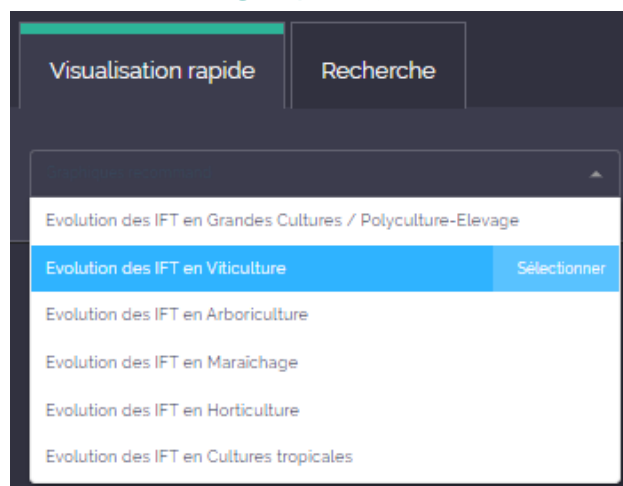 Visualisation rapide
Recherche
Evolution des IFT en Grandes Cultures / Polyculture-Elevage
Evolution des IFT en Viticulture
Sélectionner
Evolution des IFT en Arboriculture
Evolution des IFT en Maraîchage
Evolution des IFT en Horticulture
Evolution des IFT en Cultures tropicales